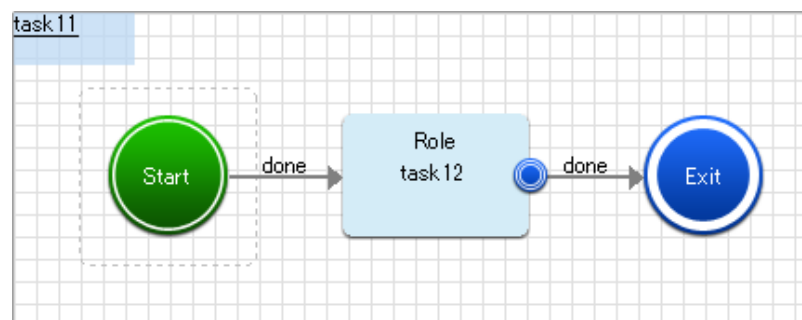 task11
Start
done
Role
task12
done
Exit